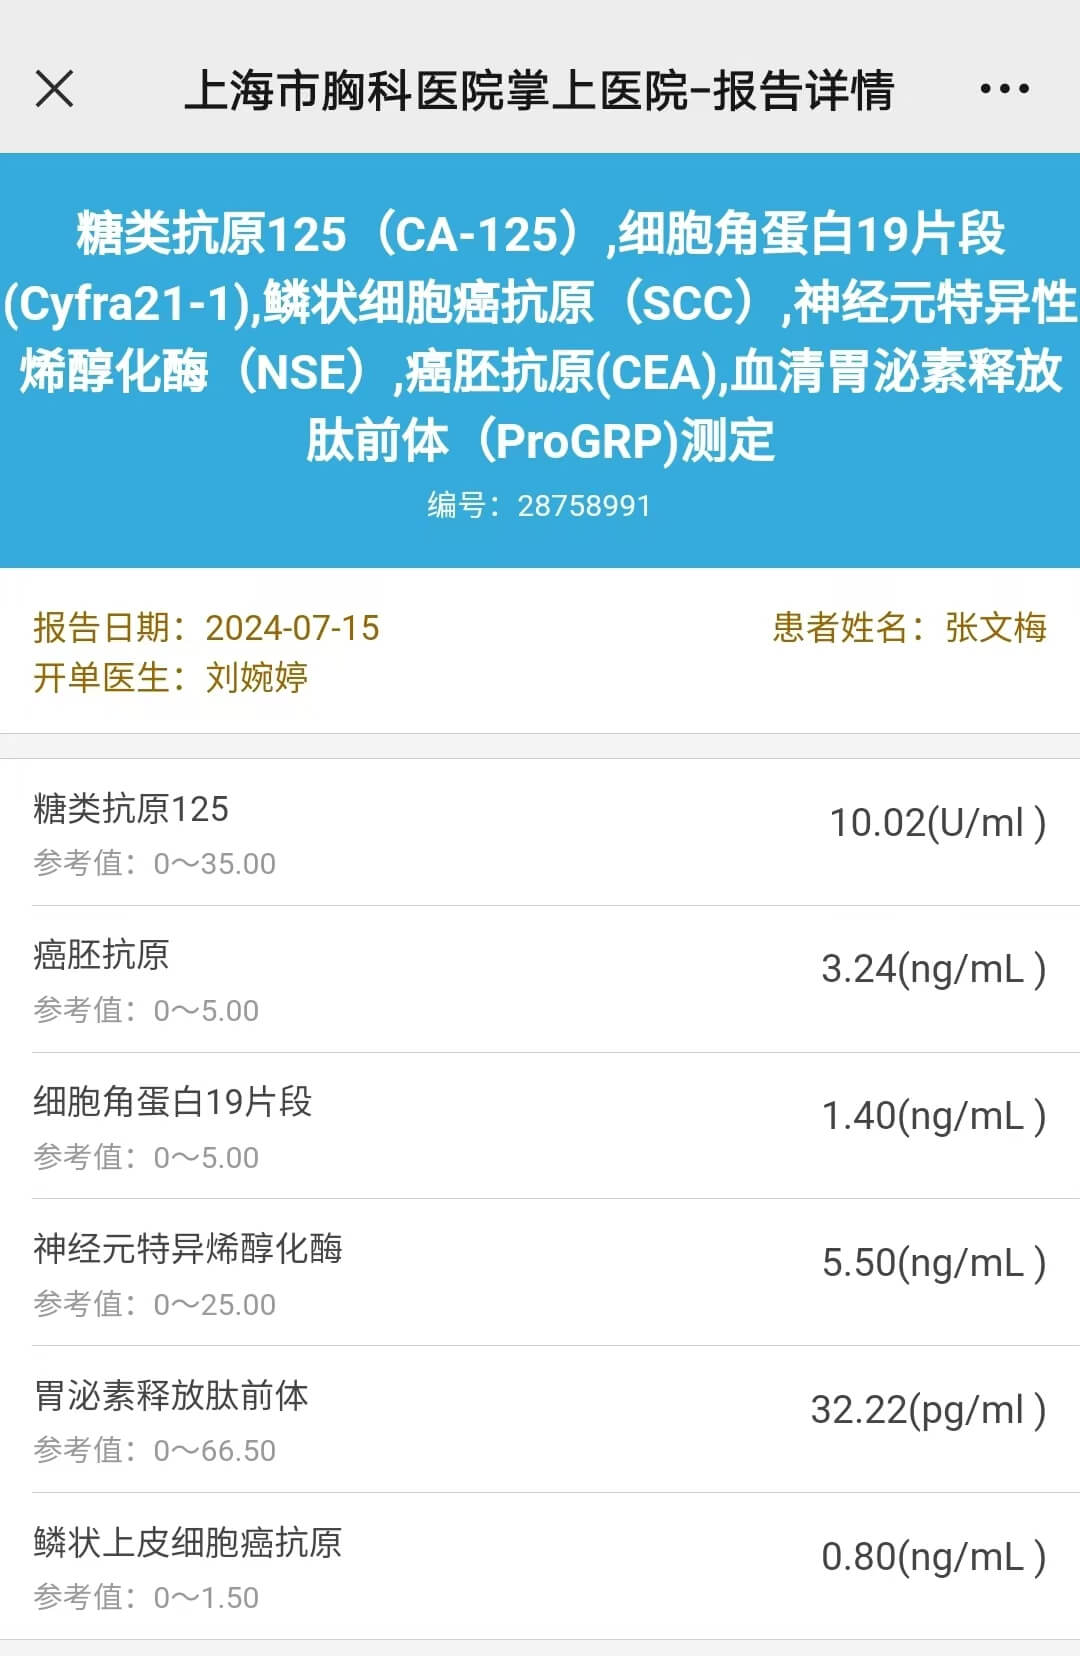 上海市胸科医院掌上医院-报告详情
糖类抗原125（CA-125）,细胞角蛋白19片段
(Cyfra21-1),鳞状细胞癌抗原（SCC）,神经元特异性
烯醇化酶（NSE）,癌胚抗原(CEA),血清胃泌素释放
肽前体（ProGRP)测定
编号：28758991
报告日期：2024-07-15 患者姓名：张文梅
开单医生：刘婉婷
糖类抗原125 10.02(U/ml )
参考值：0～35.00
癌胚抗原 3.24(ng/mL )
参考值：0～5.00
细胞角蛋白19片段 1.40(ng/mL )
参考值：0～5.00
神经元特异烯醇化酶 5.50(ng/mL )
参考值：0～25.00
胃泌素释放肽前体 32.22(pg/ml )
参考值：0～66.50
鳞状上皮细胞癌抗原 0.80(ng/mL )
参考值：0～1.50